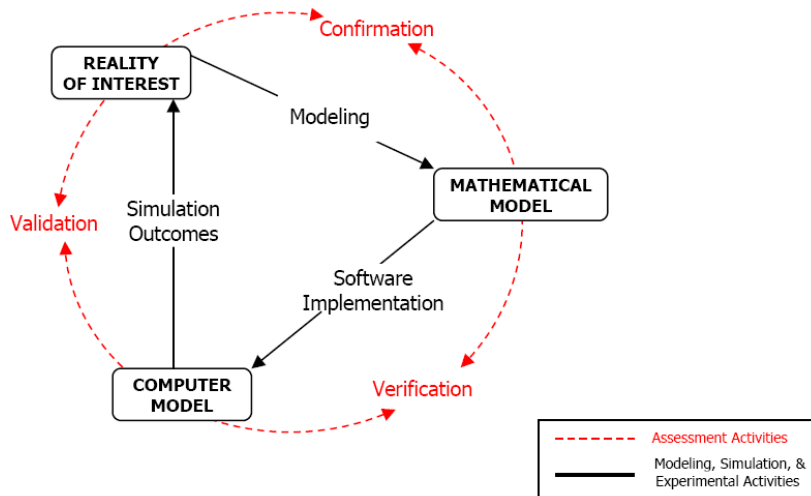 Confirmation
REALITY
OF INTEREST
Modeling
MATHEMATICAL
MODEL
Validation
Simulation
Outcomes
Software
Implementation
COMPUTER
MODEL
Verification
Assessment Activities
Modeling, Simulation, &
Experimental Activities